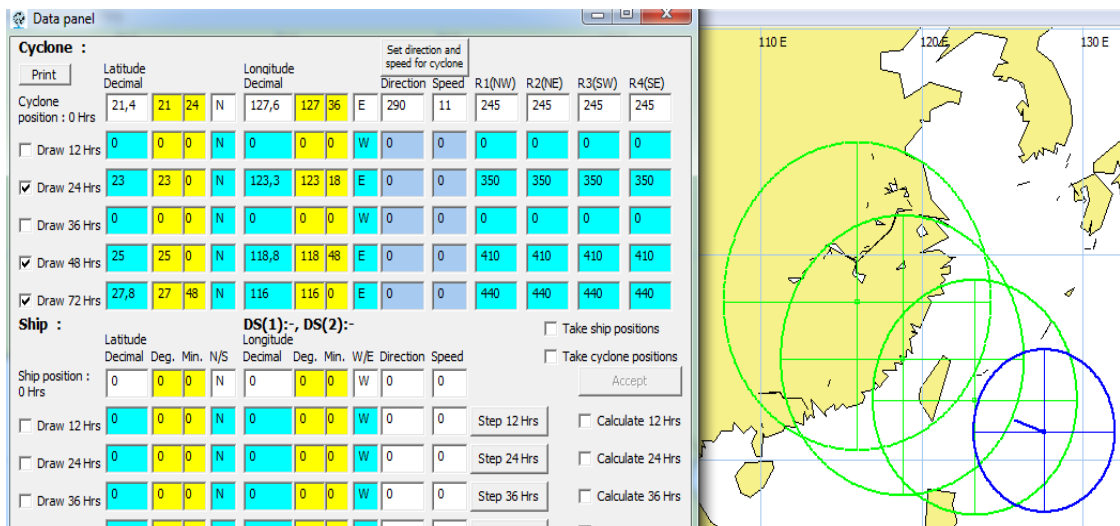 Data panel
110 E 120 E 130 E
Cyclone :
Set direction and speed for cyclone
Print
Latitude Decimal Longitude Decimal Direction Speed R1(NW) R2(NE) R3(SW) R4(SE)
Cyclone position : 0 Hrs 21,4 21 24 N 127,6 127 36 E 290 11 245 245 245 245
Draw 12 Hrs 0 0 0 N 0 0 0 W 0 0 0 0 0 0
Draw 24 Hrs 23 23 0 N 123,3 123 18 E 0 0 350 350 350 350
Draw 36 Hrs 0 0 0 N 0 0 0 W 0 0 0 0 0 0
Draw 48 Hrs 25 25 0 N 118,8 118 48 E 0 0 410 410 410 410
Draw 72 Hrs 27,8 27 48 N 116 116 0 E 0 0 440 440 440 440
Ship : DS(1):-, DS(2):- Take ship positions
Latitude Decimal Deg. Min. N/S Longitude Decimal Deg. Min. W/E Direction Speed Take cyclone positions
Ship position : 0 Hrs 0 0 0 N 0 0 0 W 0 0 Accept
Draw 12 Hrs 0 0 0 N 0 0 0 W 0 0 Step 12 Hrs Calculate 12 Hrs
Draw 24 Hrs 0 0 0 N 0 0 0 W 0 0 Step 24 Hrs Calculate 24 Hrs
Draw 36 Hrs 0 0 0 N 0 0 0 W 0 0 Step 36 Hrs Calculate 36 Hrs